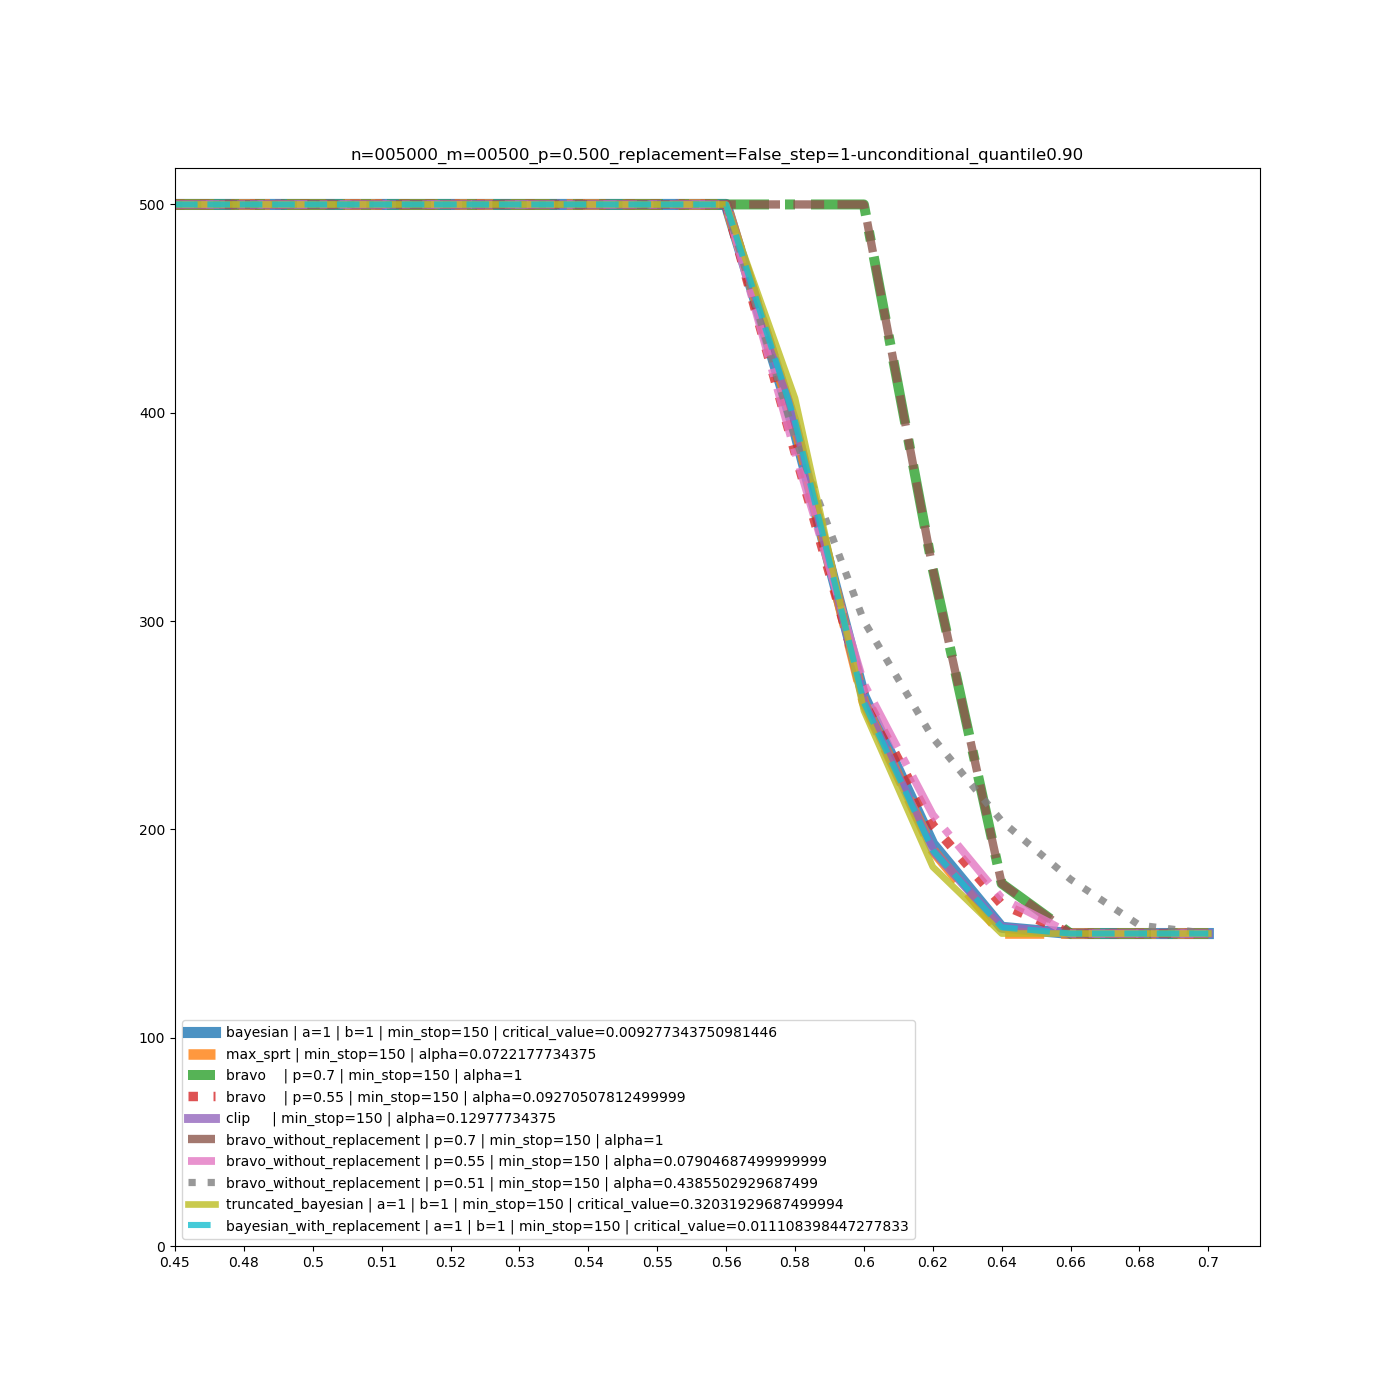 n=005000_m=00500_p=0.500_replacement=False_step=1-unconditional_quantile0.90
500
400
300
200
100
0
bayesian | a=1 | b=1 | min_stop=150 | critical_value=0.009277343750981446
max_sprt | min_stop=150 | alpha=0.0722177734375
bravo    | p=0.7 | min_stop=150 | alpha=1
bravo    | p=0.55 | min_stop=150 | alpha=0.09270507812499999
clip     | min_stop=150 | alpha=0.12977734375
bravo_without_replacement | p=0.7 | min_stop=150 | alpha=1
bravo_without_replacement | p=0.55 | min_stop=150 | alpha=0.07904687499999999
bravo_without_replacement | p=0.51 | min_stop=150 | alpha=0.4385502929687499
truncated_bayesian | a=1 | b=1 | min_stop=150 | critical_value=0.32031929687499994
bayesian_with_replacement | a=1 | b=1 | min_stop=150 | critical_value=0.011108398447277833
0.45 0.48 0.5 0.51 0.52 0.53 0.54 0.55 0.56 0.58 0.6 0.62 0.64 0.66 0.68 0.7